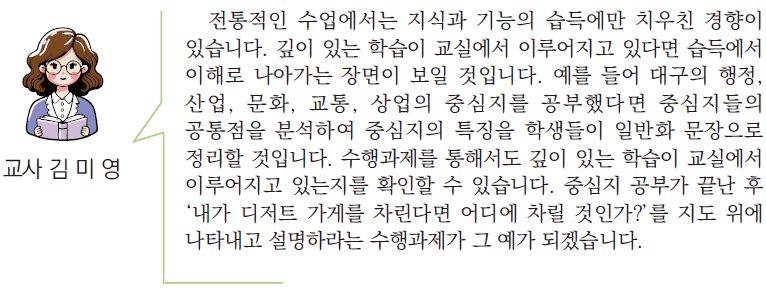 전통적인 수업에서는 지식과 기능의 습득에만 치우친 경향이
있습니다. 깊이 있는 학습이 교실에서 이루어지고 있다면 습득에서
이해로 나아가는 장면이 보일 것입니다. 예를 들어 대구의 행정,
산업, 문화, 교통, 상업의 중심지를 공부했다면 중심지들의
공통점을 분석하여 중심지의 특징을 학생들이 일반화 문장으로
정리할 것입니다. 수행과제를 통해서도 깊이 있는 학습이 교실에서
이루어지고 있는지를 확인할 수 있습니다. 중심지 공부가 끝난 후
‘내가 디저트 가게를 차린다면 어디에 차릴 것인가?’를 지도 위에
나타내고 설명하라는 수행과제가 그 예가 되겠습니다.
교사 김 미 영